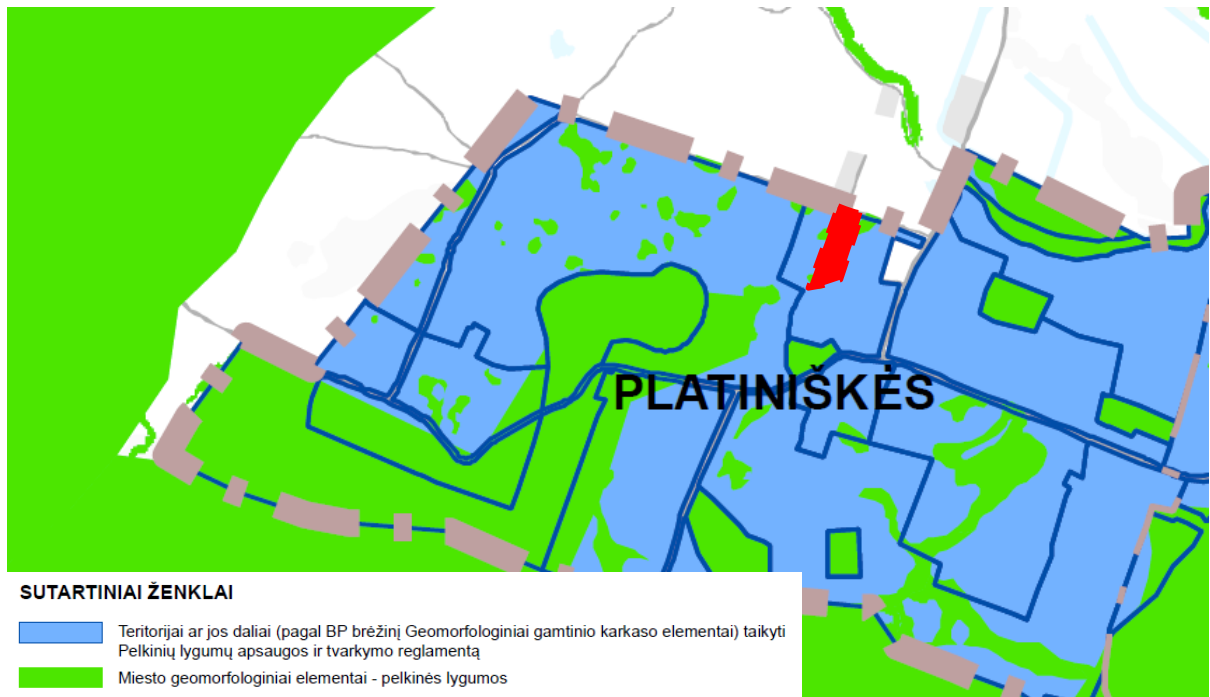 PLATINIŠKĖS
SUTARTINIAI ŽENKLAI
Teritorijai ar jos daliai (pagal BP brėžinį Geomorfologiniai gamtinio karkaso elementai) taikyti
Pelkinių lygumų apsaugos ir tvarkymo reglamentą
Miesto geomorfologiniai elementai - pelkinės lygumos